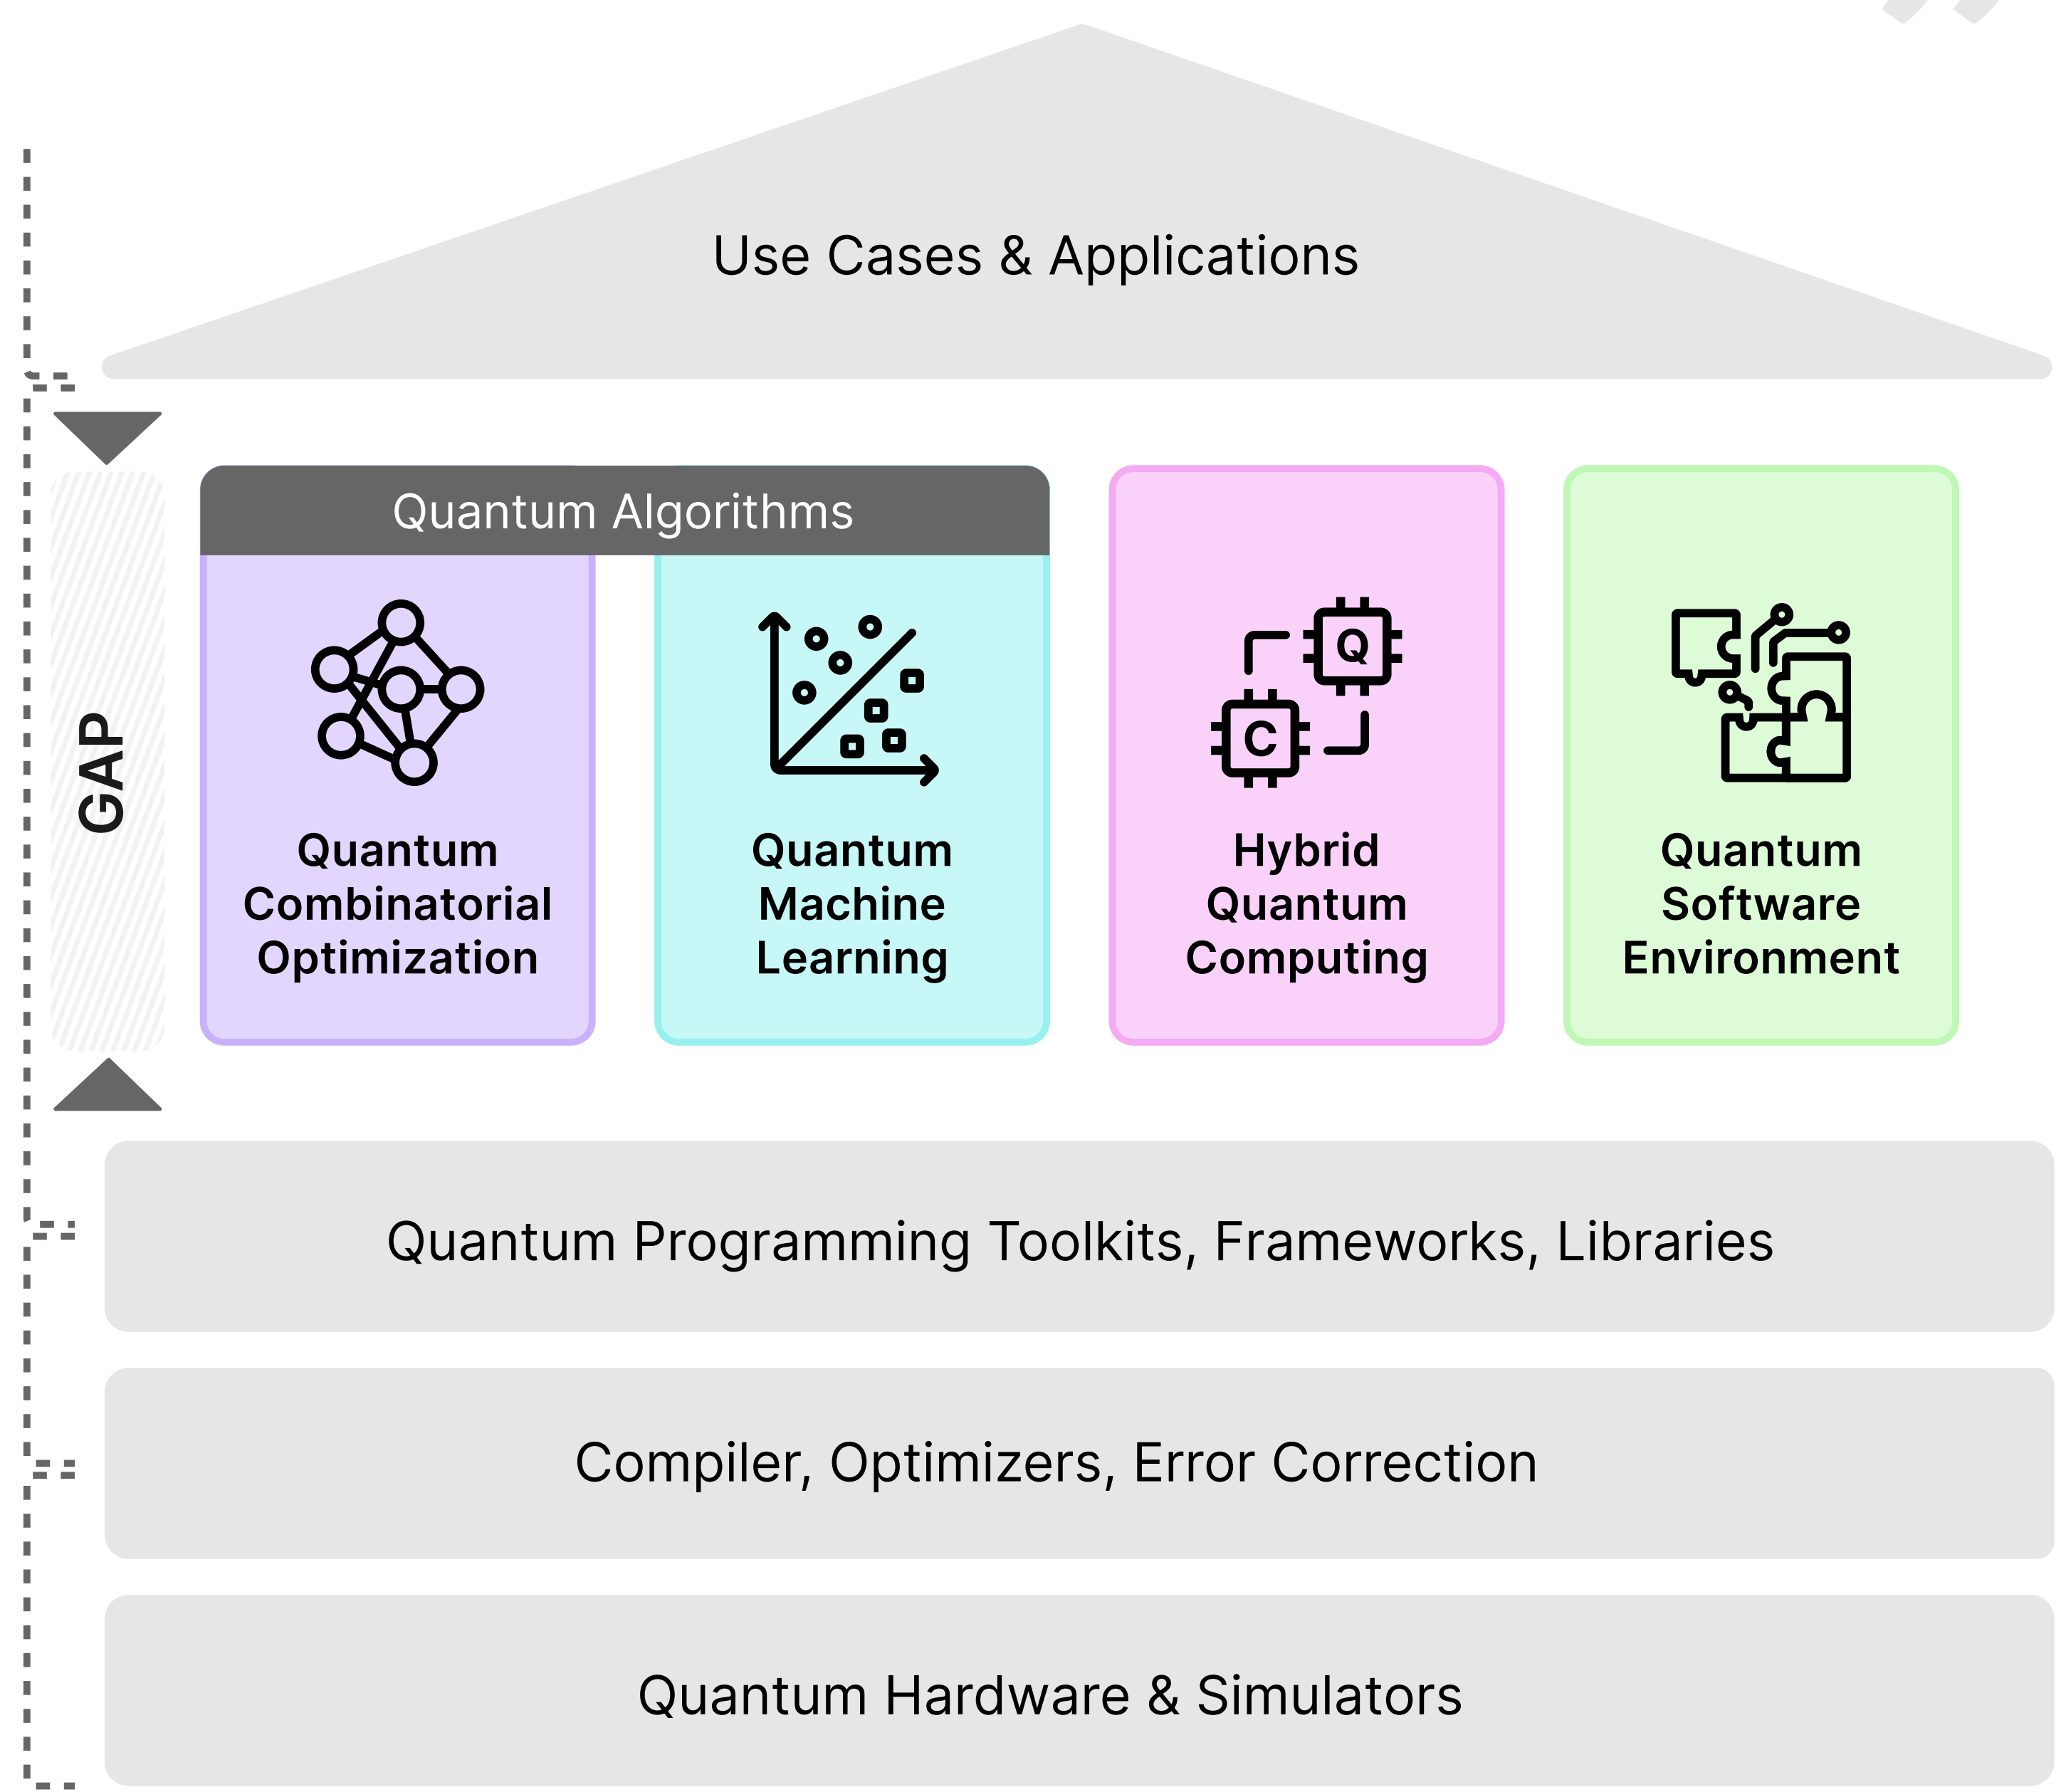 Use Cases & Applications
GAP
Quantum Algorithms
Quantum
Combinatorial
Optimization
Quantum
Machine
Learning
Q
C
Hybrid
Quantum
Computing
Quantum
Software
Environment
Quantum Programming Toolkits, Frameworks, Libraries
Compiler, Optimizers, Error Correction
Quantum Hardware & Simulators